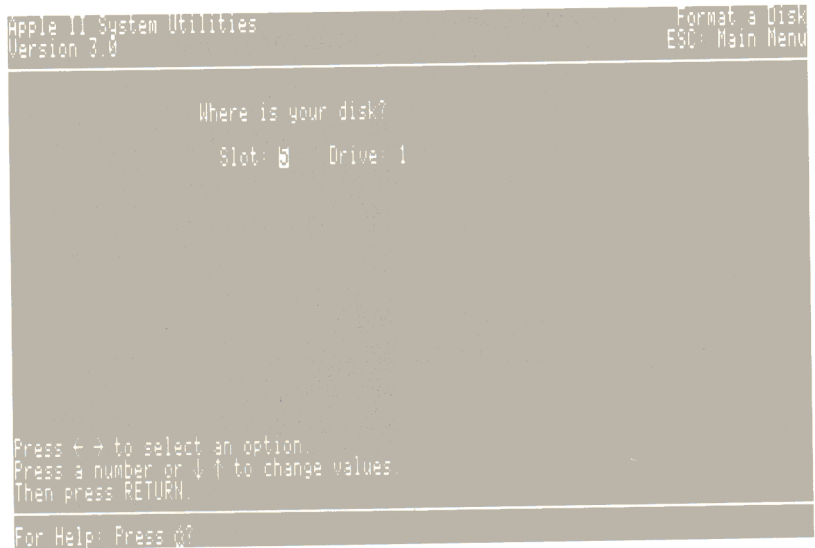 Apple II System Utilities
Format a Disk
Version 3.0
ESC: Main Menu
Where is your disk?
Slot: 5 Drive: 1
Press ← → to select an option.
Press a number or ↓ ↑ to change values.
Then press RETURN.
For Help: Press ?